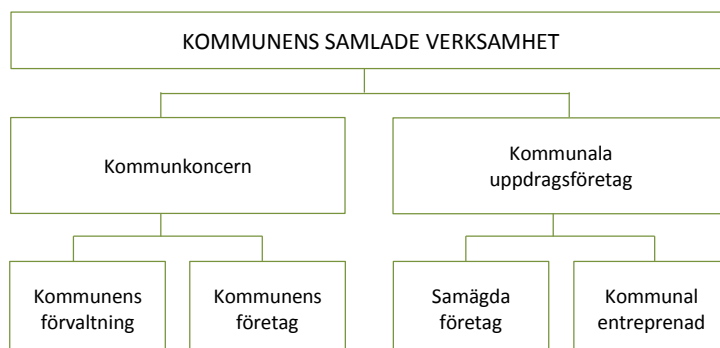 KOMMUNENS SAMLADE VERKSAMHET
Kommunkoncern
Kommunala
uppdragsföretag
Kommunens
förvaltning
Kommunens
företag
Samägda
företag
Kommunal
entreprenad